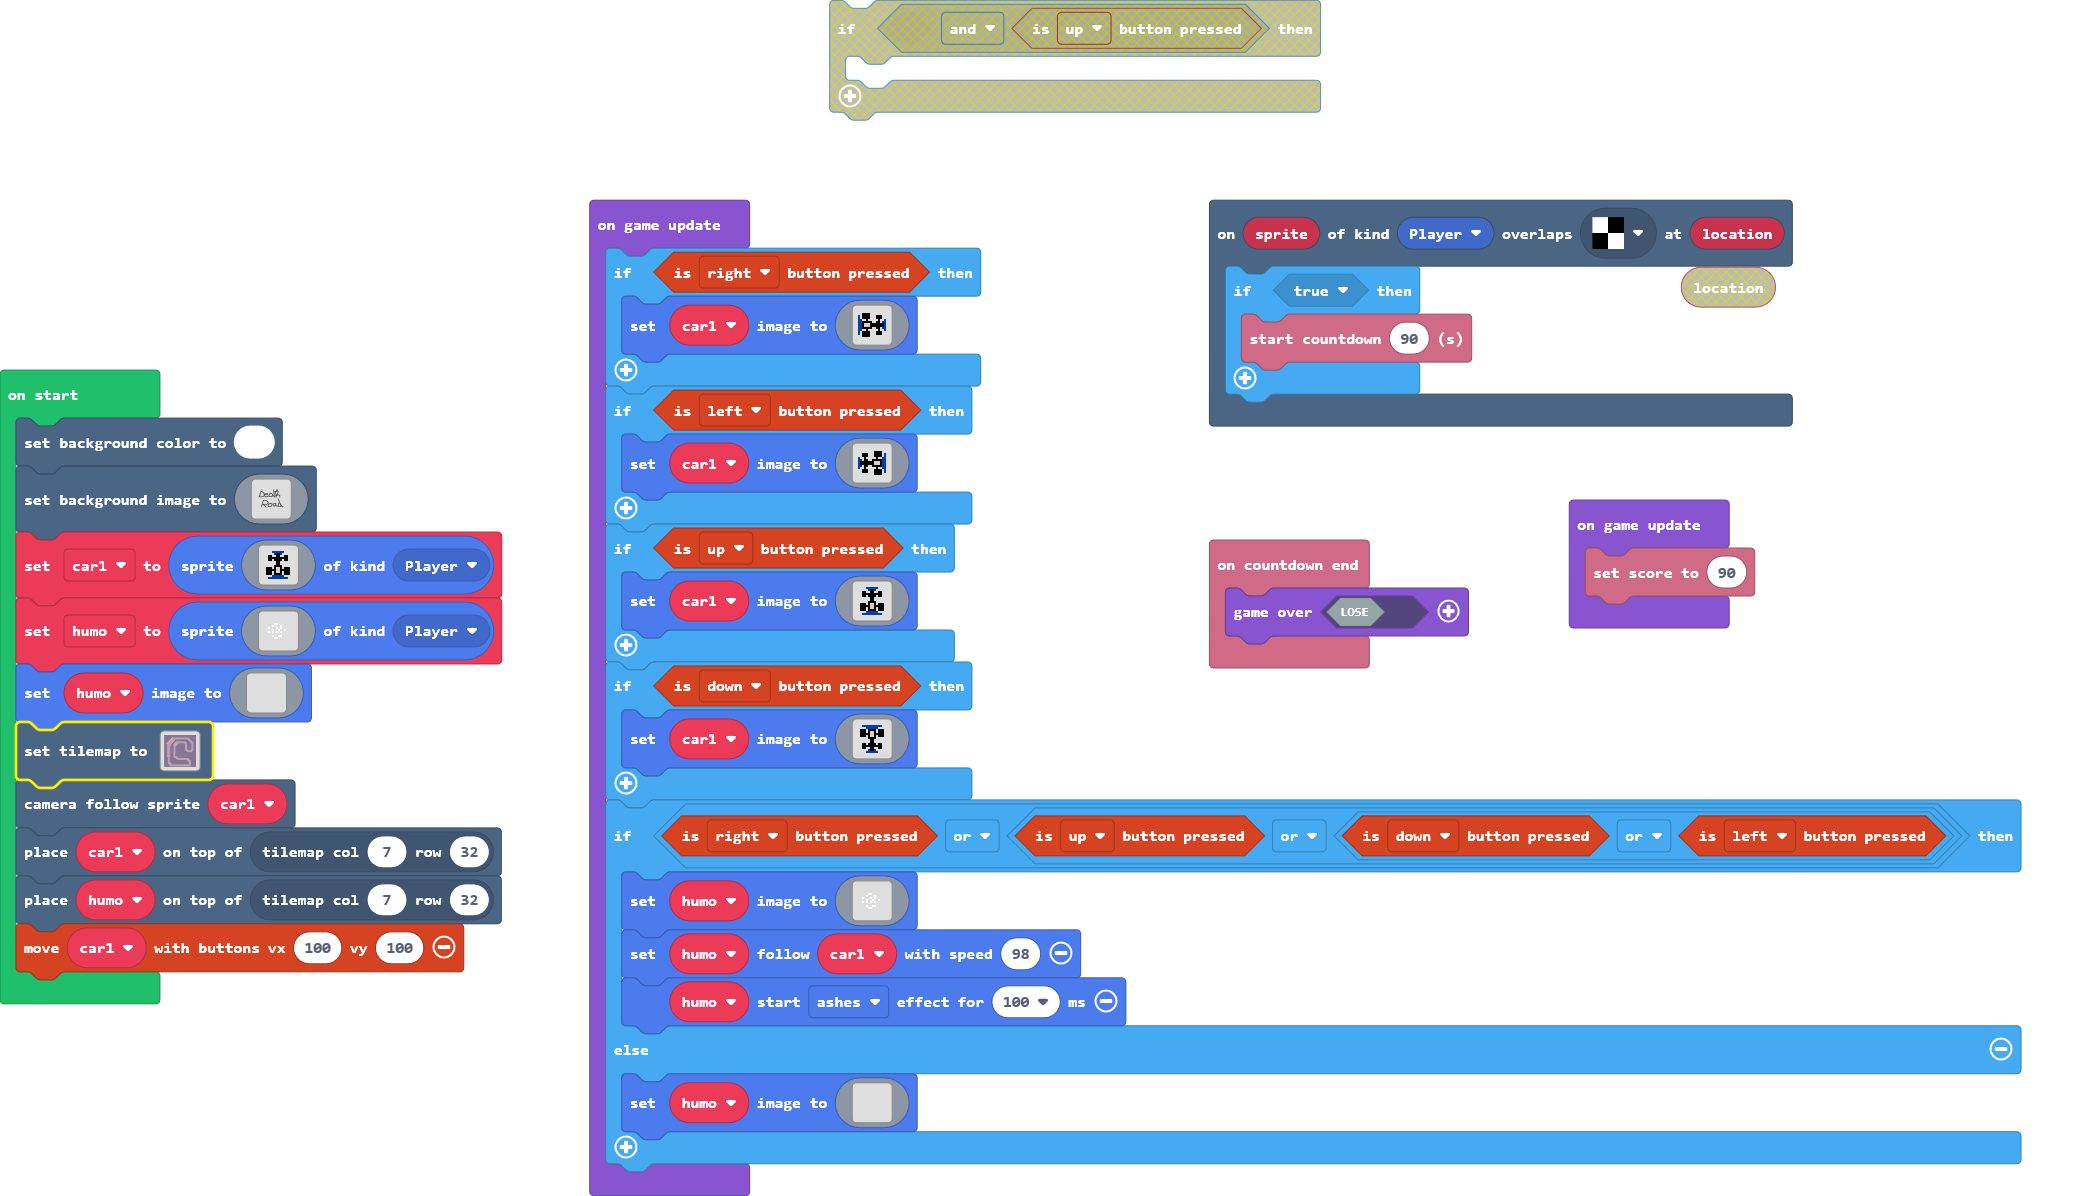 if and is up button pressed then
on start
set background color to
set background image to Death Road
set car1 to sprite of kind Player
set humo to sprite of kind Player
set humo image to
set tilemap to
camera follow sprite car1
place car1 on top of tilemap col 7 row 32
place humo on top of tilemap col 7 row 32
move car1 with buttons vx 100 vy 100
on game update
if is right button pressed then
set car1 image to
if is left button pressed then
set car1 image to
if is up button pressed then
set car1 image to
if is down button pressed then
set car1 image to
if is right button pressed or is up button pressed or is down button pressed or is left button pressed then
set humo image to
set humo follow car1 with speed 98
humo start ashes effect for 100 ms
else
set humo image to
on sprite of kind Player overlaps at location
if true then
location
start countdown 90 (s)
on countdown end
game over LOSE
on game update
set score to 90